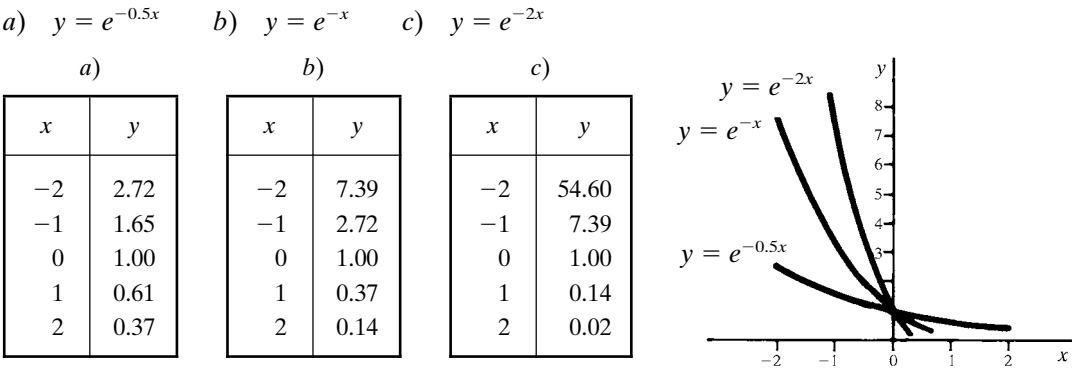 a) y = e^{−0.5x} b) y = e^{−x} c) y = e^{−2x}
a) b) c)
x y x y x y
−2 2.72 −2 7.39 −2 54.60
−1 1.65 −1 2.72 −1 7.39
0 1.00 0 1.00 0 1.00
1 0.61 1 0.37 1 0.14
2 0.37 2 0.14 2 0.02
y
y = e^{−2x}
8
y = e^{−x}
7
6
5
4
y = e^{−0.5x}
3
−2 −1 0 1 2 x